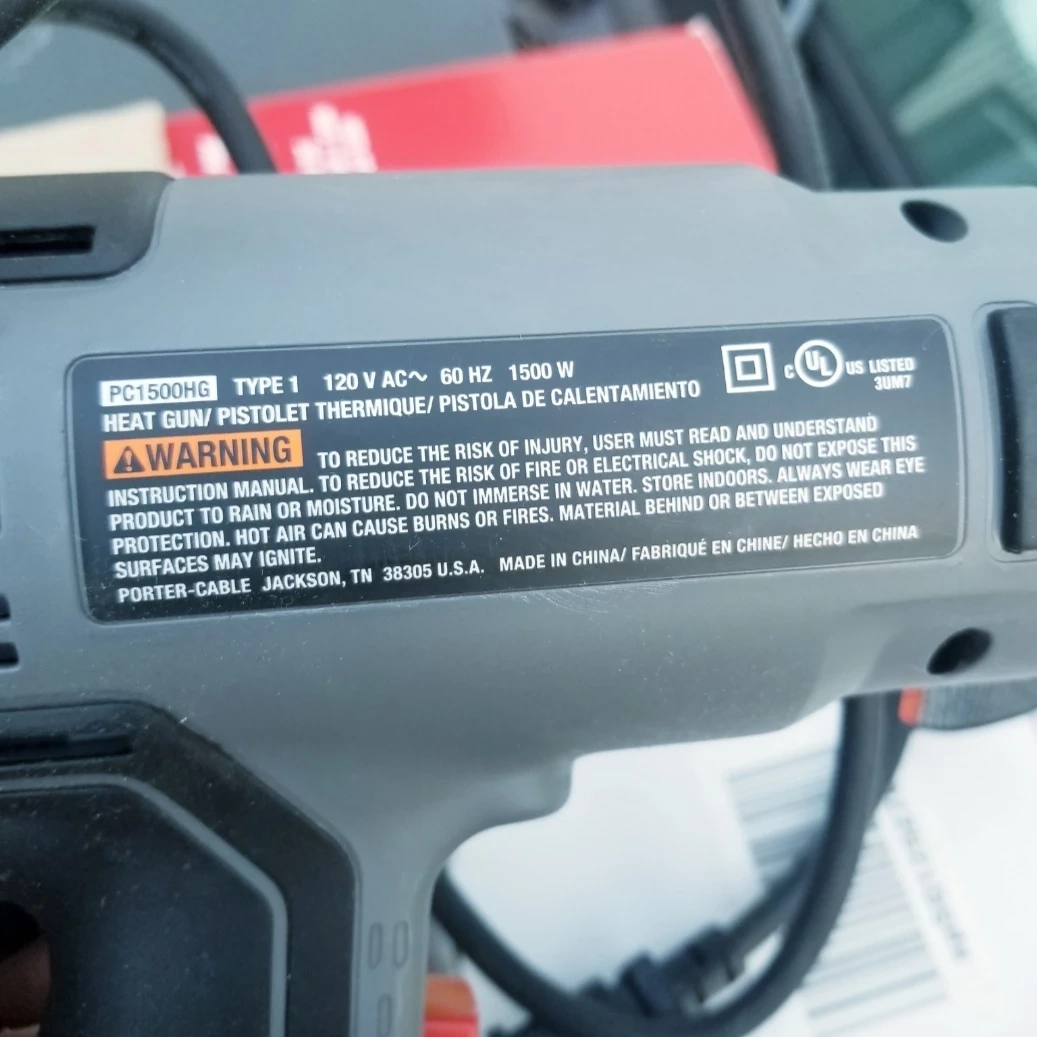 PC1500HG TYPE 1 120 V AC~ 60 HZ 1500 W
HEAT GUN/ PISTOLET THERMIQUE/ PISTOLA DE CALENTAMIENTO
C UL US LISTED
3UM7
WARNING TO REDUCE THE RISK OF INJURY, USER MUST READ AND UNDERSTAND
INSTRUCTION MANUAL. TO REDUCE THE RISK OF FIRE OR ELECTRICAL SHOCK, DO NOT EXPOSE THIS
PRODUCT TO RAIN OR MOISTURE. DO NOT IMMERSE IN WATER. STORE INDOORS. ALWAYS WEAR EYE
PROTECTION. HOT AIR CAN CAUSE BURNS OR FIRES. MATERIAL BEHIND OR BETWEEN EXPOSED
SURFACES MAY IGNITE.
PORTER-CABLE JACKSON, TN 38305 U.S.A. MADE IN CHINA/ FABRIQUÉ EN CHINE/ HECHO EN CHINA